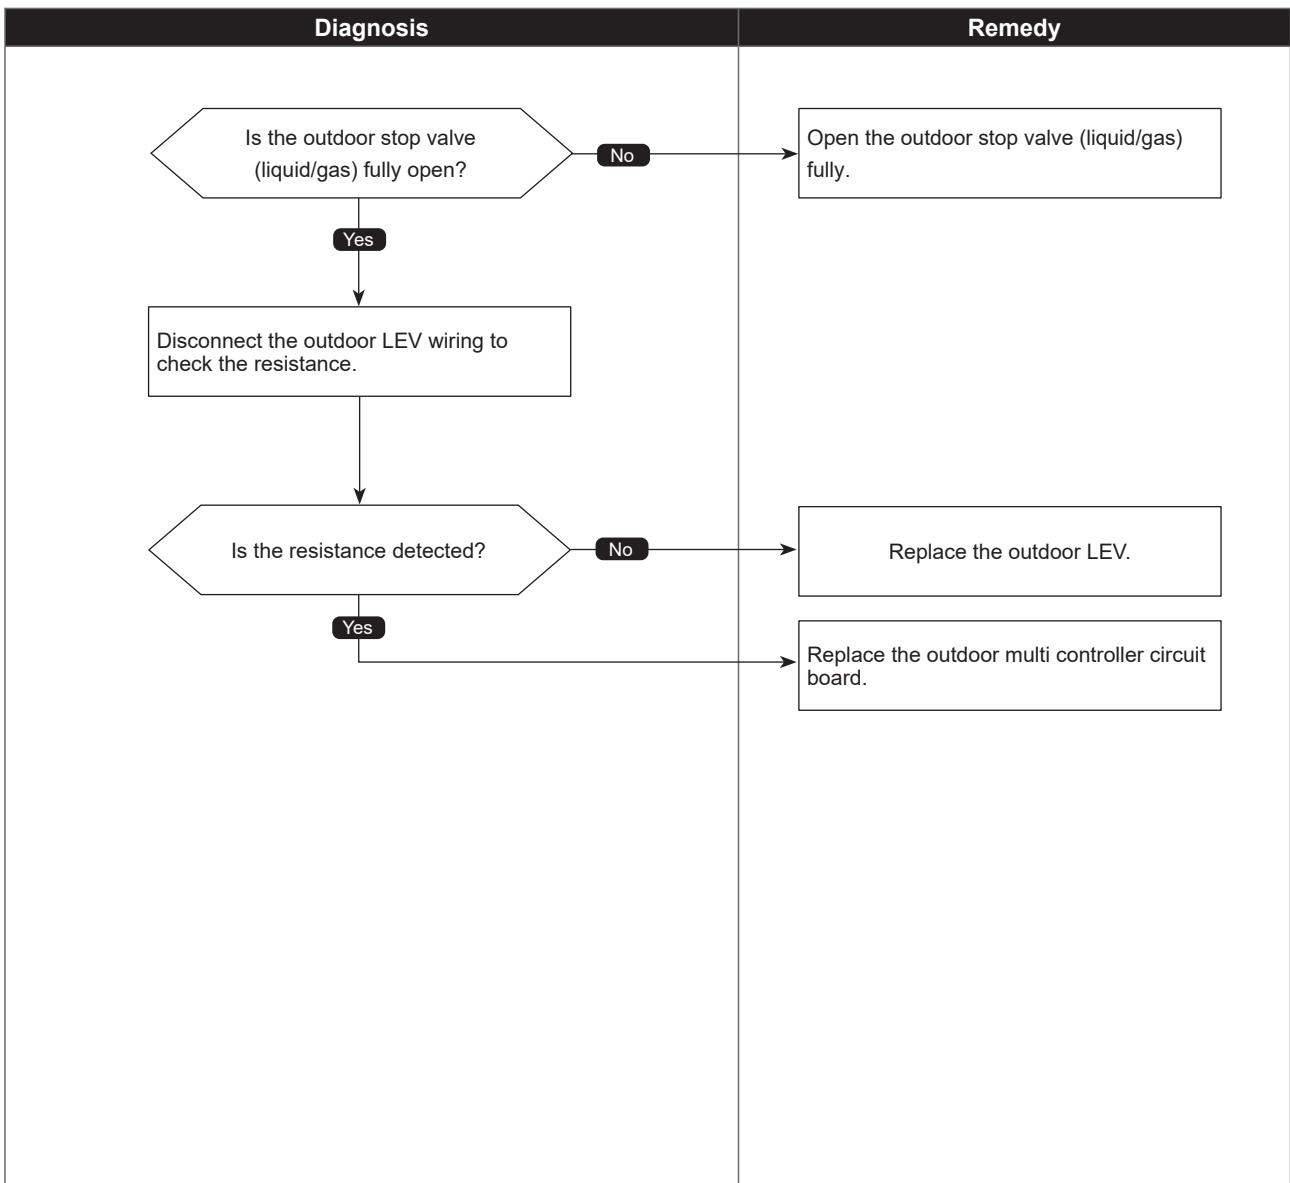 Diagnosis
Remedy
Is the outdoor stop valve
(liquid/gas) fully open?
No
Open the outdoor stop valve (liquid/gas)
fully.
Yes
Disconnect the outdoor LEV wiring to
check the resistance.
Is the resistance detected?
No
Replace the outdoor LEV.
Yes
Replace the outdoor multi controller circuit
board.